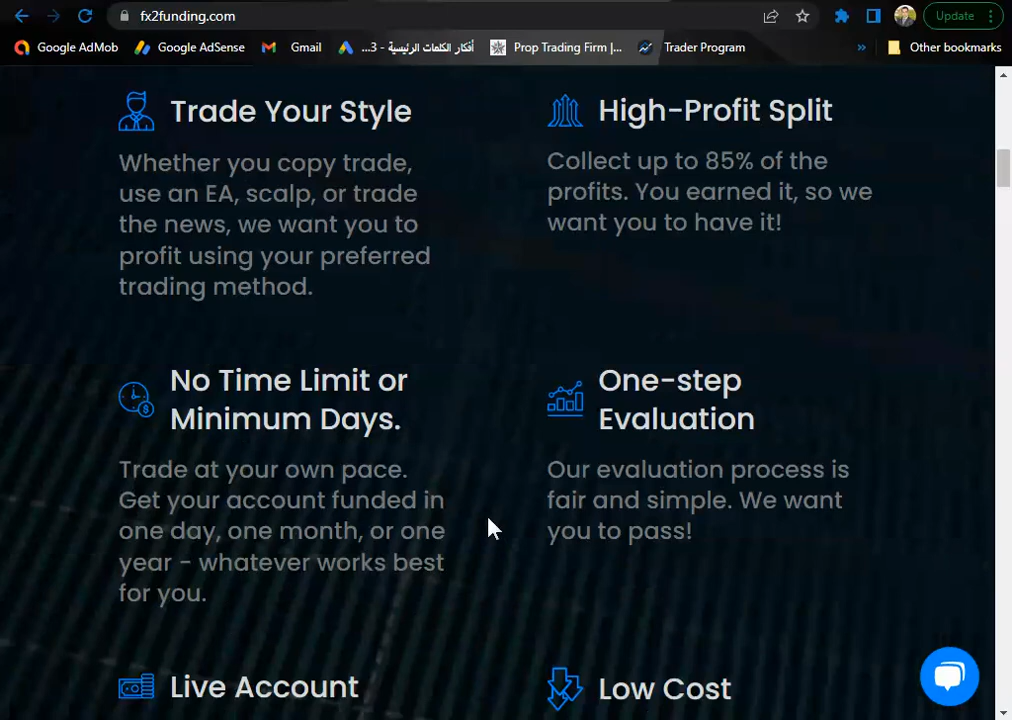 fx2funding.com
Update
Google AdMob
Google AdSense
Gmail
أفكار الكلمات الرئيسية - 3...
Prop Trading Firm |...
Trader Program
»
Other bookmarks
Trade Your Style
Whether you copy trade,
use an EA, scalp, or trade
the news, we want you to
profit using your preferred
trading method.
High-Profit Split
Collect up to 85% of the
profits. You earned it, so we
want you to have it!
No Time Limit or
Minimum Days.
Trade at your own pace.
Get your account funded in
one day, one month, or one
year - whatever works best
for you.
One-step
Evaluation
Our evaluation process is
fair and simple. We want
you to pass!
Live Account
Low Cost